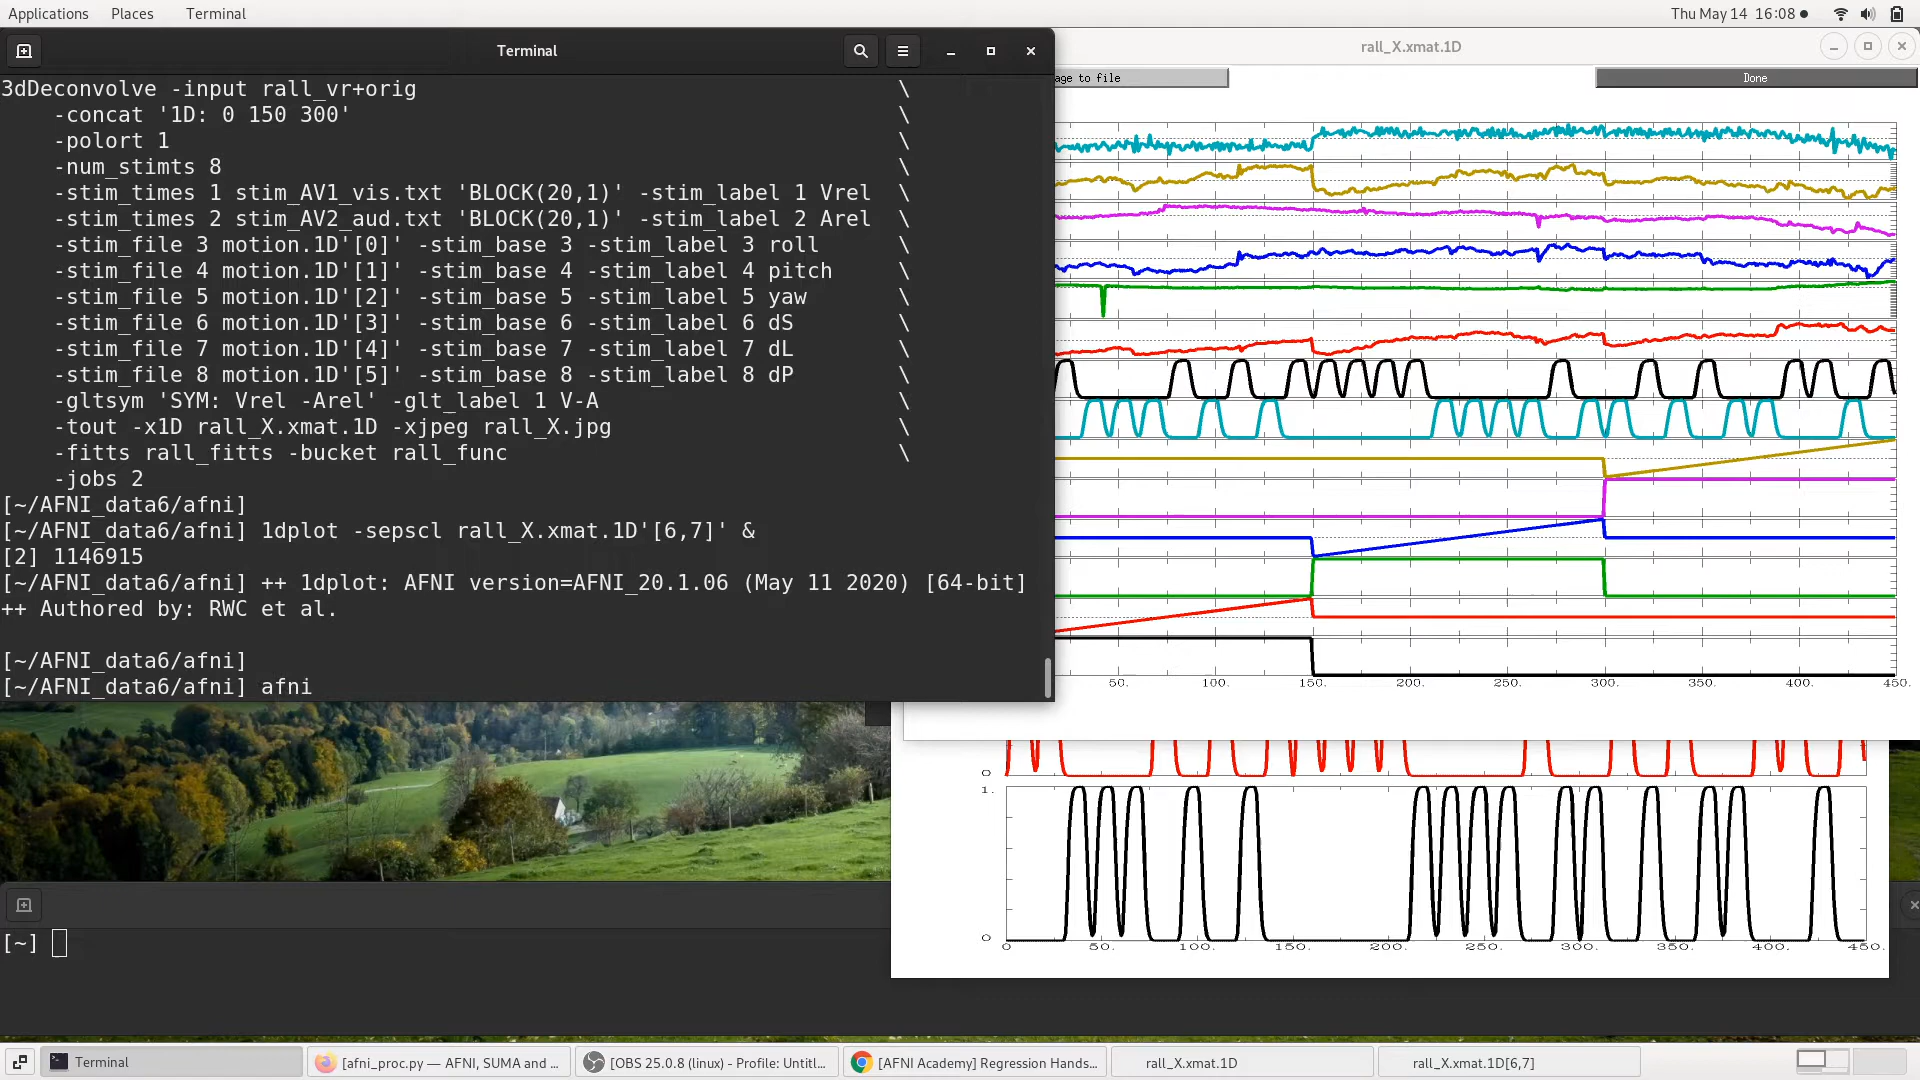 Applications Places Terminal Thu May 14 16:08
Terminal
3dDeconvolve -input rall_vr+orig \
-concat '1D: 0 150 300' \
-polort 1 \
-num_stimts 8 \
-stim_times 1 stim_AV1_vis.txt 'BLOCK(20,1)' -stim_label 1 Vrel \
-stim_times 2 stim_AV2_aud.txt 'BLOCK(20,1)' -stim_label 2 Arel \
-stim_file 3 motion.1D'[0]' -stim_base 3 -stim_label 3 roll \
-stim_file 4 motion.1D'[1]' -stim_base 4 -stim_label 4 pitch \
-stim_file 5 motion.1D'[2]' -stim_base 5 -stim_label 5 yaw \
-stim_file 6 motion.1D'[3]' -stim_base 6 -stim_label 6 dS \
-stim_file 7 motion.1D'[4]' -stim_base 7 -stim_label 7 dL \
-stim_file 8 motion.1D'[5]' -stim_base 8 -stim_label 8 dP \
-gltsym 'SYM: Vrel -Arel' -glt_label 1 V-A \
-tout -x1D rall_X.xmat.1D -xjpeg rall_X.jpg \
-fitts rall_fitts -bucket rall_func \
-jobs 2
[~/AFNI_data6/afni]
[~/AFNI_data6/afni] 1dplot -sepscl rall_X.xmat.1D'[6,7]' &
[2] 1146915
[~/AFNI_data6/afni] ++ 1dplot: AFNI version=AFNI_20.1.06 (May 11 2020) [64-bit]
++ Authored by: RWC et al.
[~/AFNI_data6/afni]
[~/AFNI_data6/afni] afni
rall_X.xmat.1D
age to file Done
50. 100. 150. 200. 250. 300. 350. 400. 450.
0
1.
0
0 50. 100. 150. 200. 250. 300. 350. 400. 450.
[~]
Terminal
[afni_proc.py — AFNI, SUMA and ...
[OBS 25.0.8 (linux) - Profile: Untitl...
[AFNI Academy] Regression Hands...
rall_X.xmat.1D
rall_X.xmat.1D[6,7]